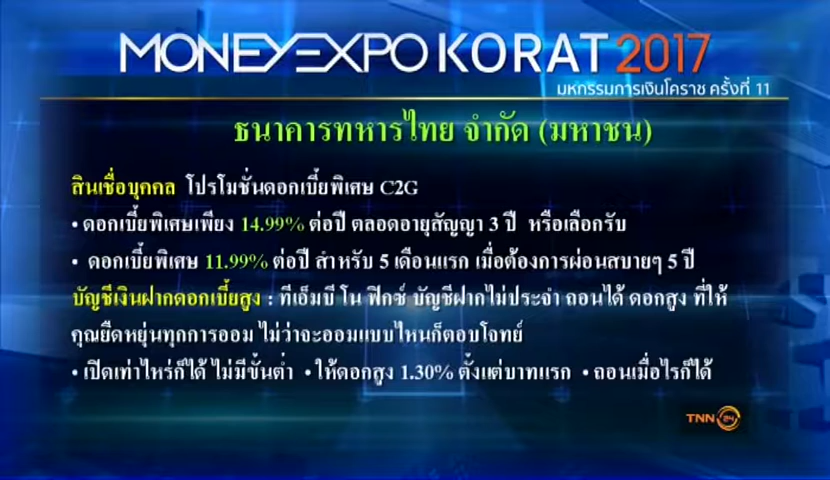 MONEYEXPO KORAT 2017
มหกรรมการเงินโคราช ครั้งที่ 11
ธนาคารทหารไทย จำกัด (มหาชน)
สินเชื่อบุคคล โปรโมชั่นดอกเบี้ยพิเศษ C2G
• ดอกเบี้ยพิเศษเพียง 14.99% ต่อปี ตลอดอายุสัญญา 3 ปี หรือเลือกรับ
• ดอกเบี้ยพิเศษ 11.99% ต่อปี สำหรับ 5 เดือนแรก เมื่อต้องการผ่อนสบายๆ 5 ปี
บัญชีเงินฝากดอกเบี้ยสูง : ทีเอ็มบี โน ฟิกซ์ บัญชีฝากไม่ประจำ ถอนได้ ดอกสูง ที่ให้
คุณยืดหยุ่นทุกการออม ไม่ว่าจะออมแบบไหนก็ตอบโจทย์
• เปิดเท่าไหร่ก็ได้ ไม่มีขั้นต่ำ • ให้ดอกสูง 1.30% ตั้งแต่บาทแรก • ถอนเมื่อไรก็ได้
TNN 24